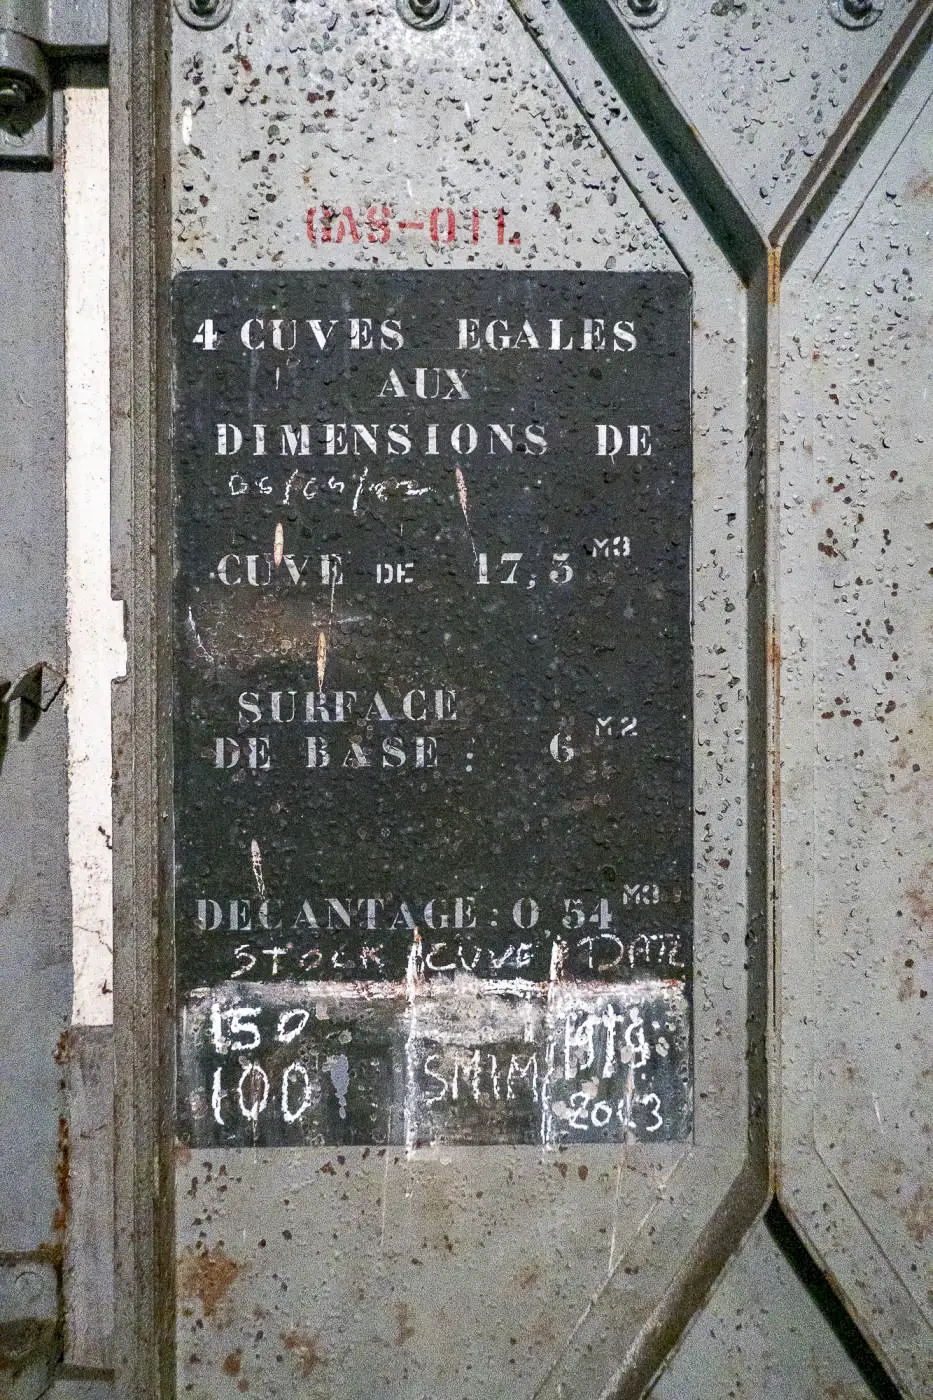 GAS-OIL
4 CUVES EGALES
AUX
DIMENSIONS DE
CUVE DE 17,5 M3
SURFACE
DE BASE : 6 M2
DECANTAGE : 0,54 M3
STOCK CUVE DATE
150
100 SMIM
2003